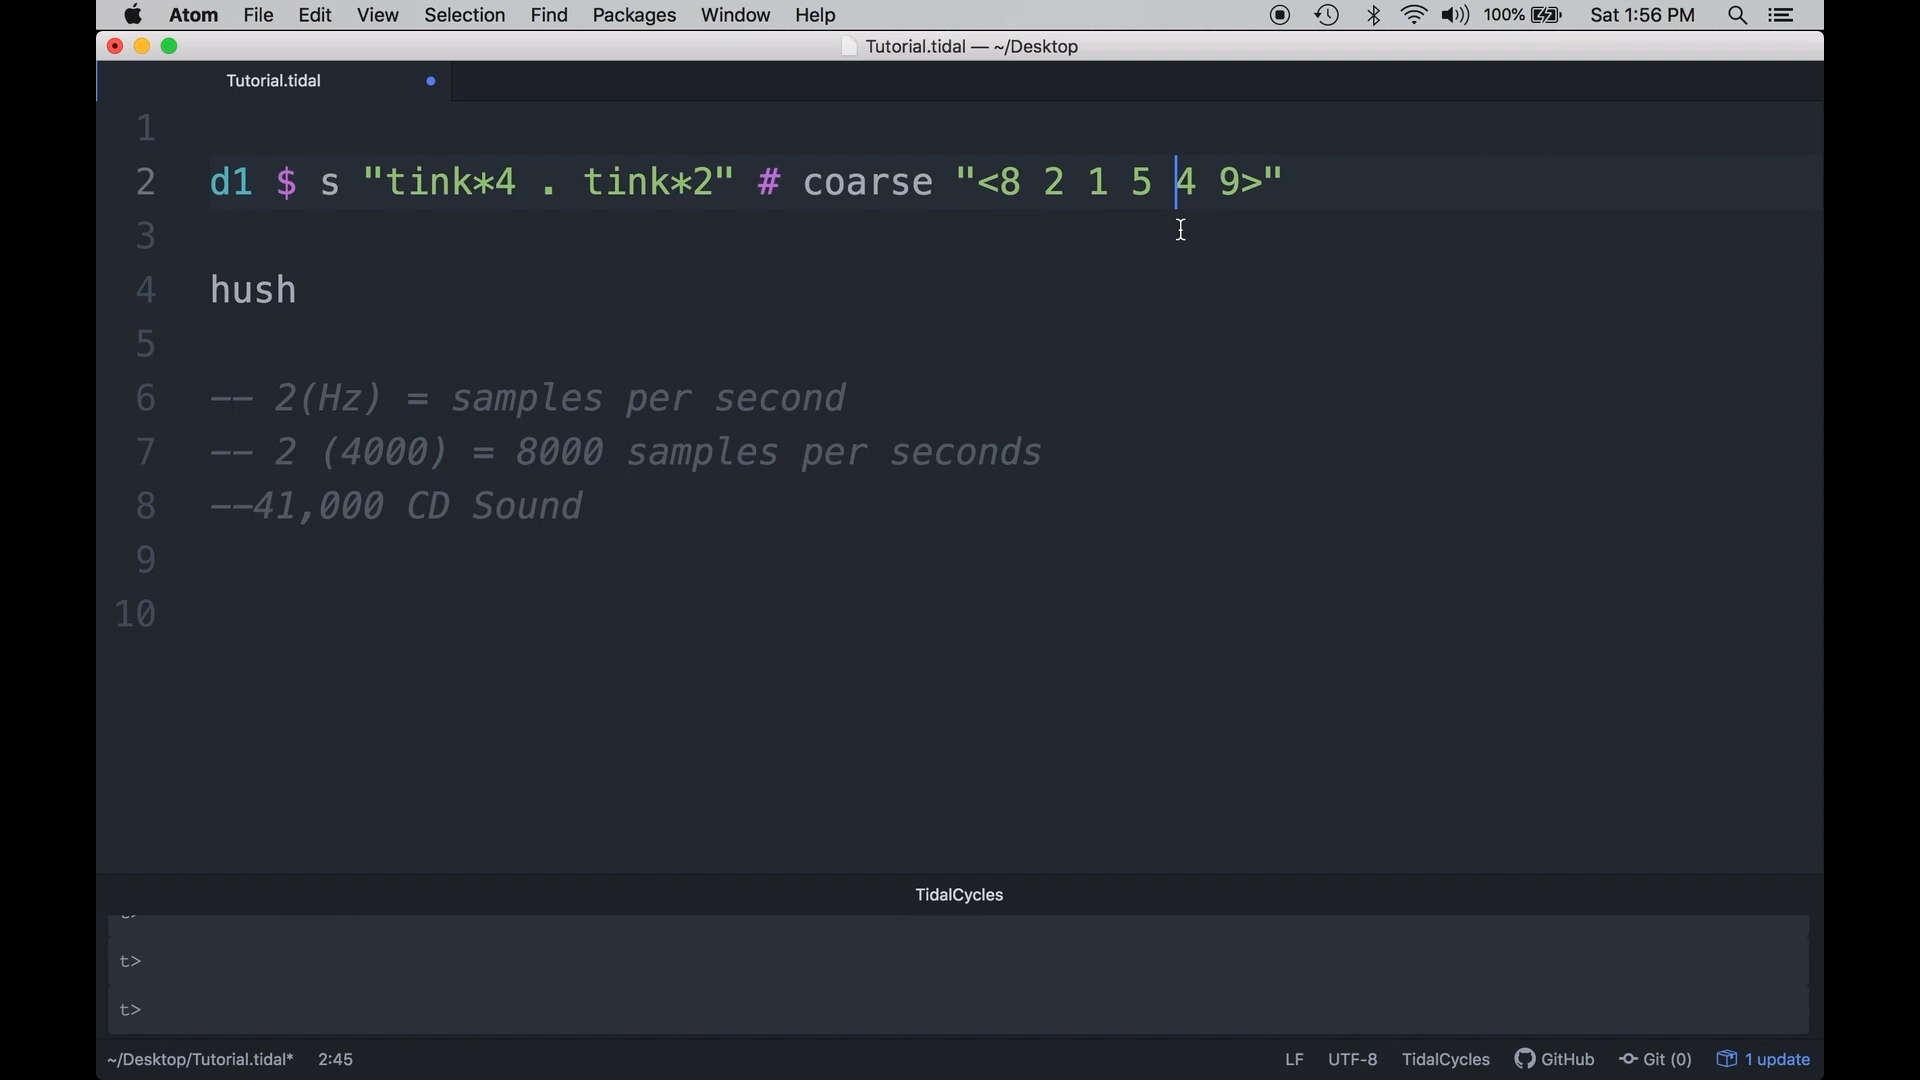 Atom File Edit View Selection Find Packages Window Help 100% Sat 1:56 PM
Tutorial.tidal — ~/Desktop
Tutorial.tidal
1
2 d1 $ s "tink*4 . tink*2" # coarse "<8 2 1 5 4 9>"
3
4 hush
5
6 -- 2(Hz) = samples per second
7 -- 2 (4000) = 8000 samples per seconds
8 --41,000 CD Sound
9
10
TidalCycles
t>
t>
~/Desktop/Tutorial.tidal* 2:45 LF UTF-8 TidalCycles GitHub Git (0) 1 update